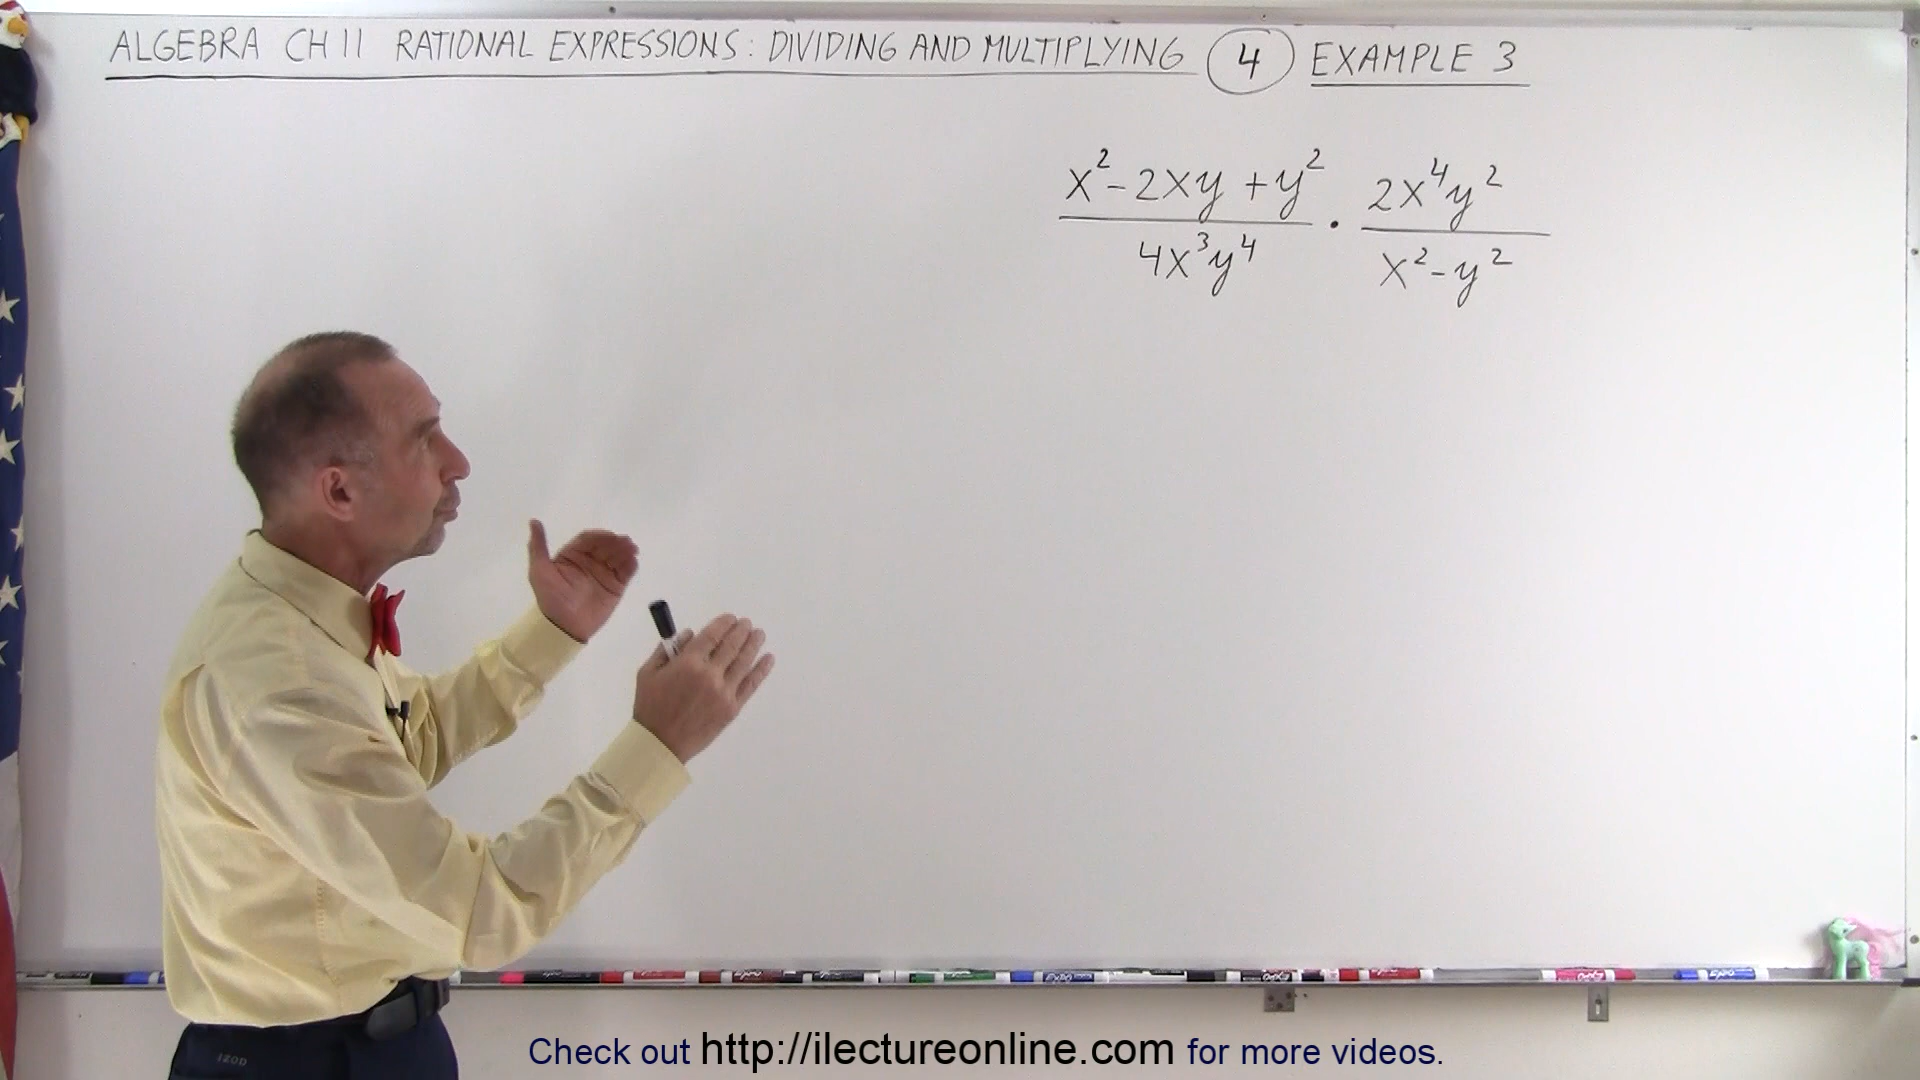 ALGEBRA CH 11 RATIONAL EXPRESSIONS: DIVIDING AND MULTIPLYING 4 EXAMPLE 3
x² - 2xy + y² 2x⁴y²
·
4x³y⁴ x² - y²
IZOD
Check out http://ilectureonline.com for more videos.